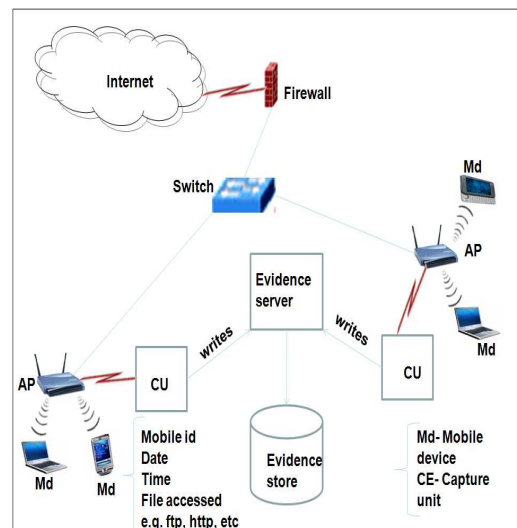 Internet
Firewall
Switch
Md
AP
Md
Evidence
server
writes
writes
AP
CU
CU
Md
Md
Mobile id
Date
Time
File accessed
e.g. ftp, http, etc
Evidence
store
Md- Mobile
device
CE- Capture
unit